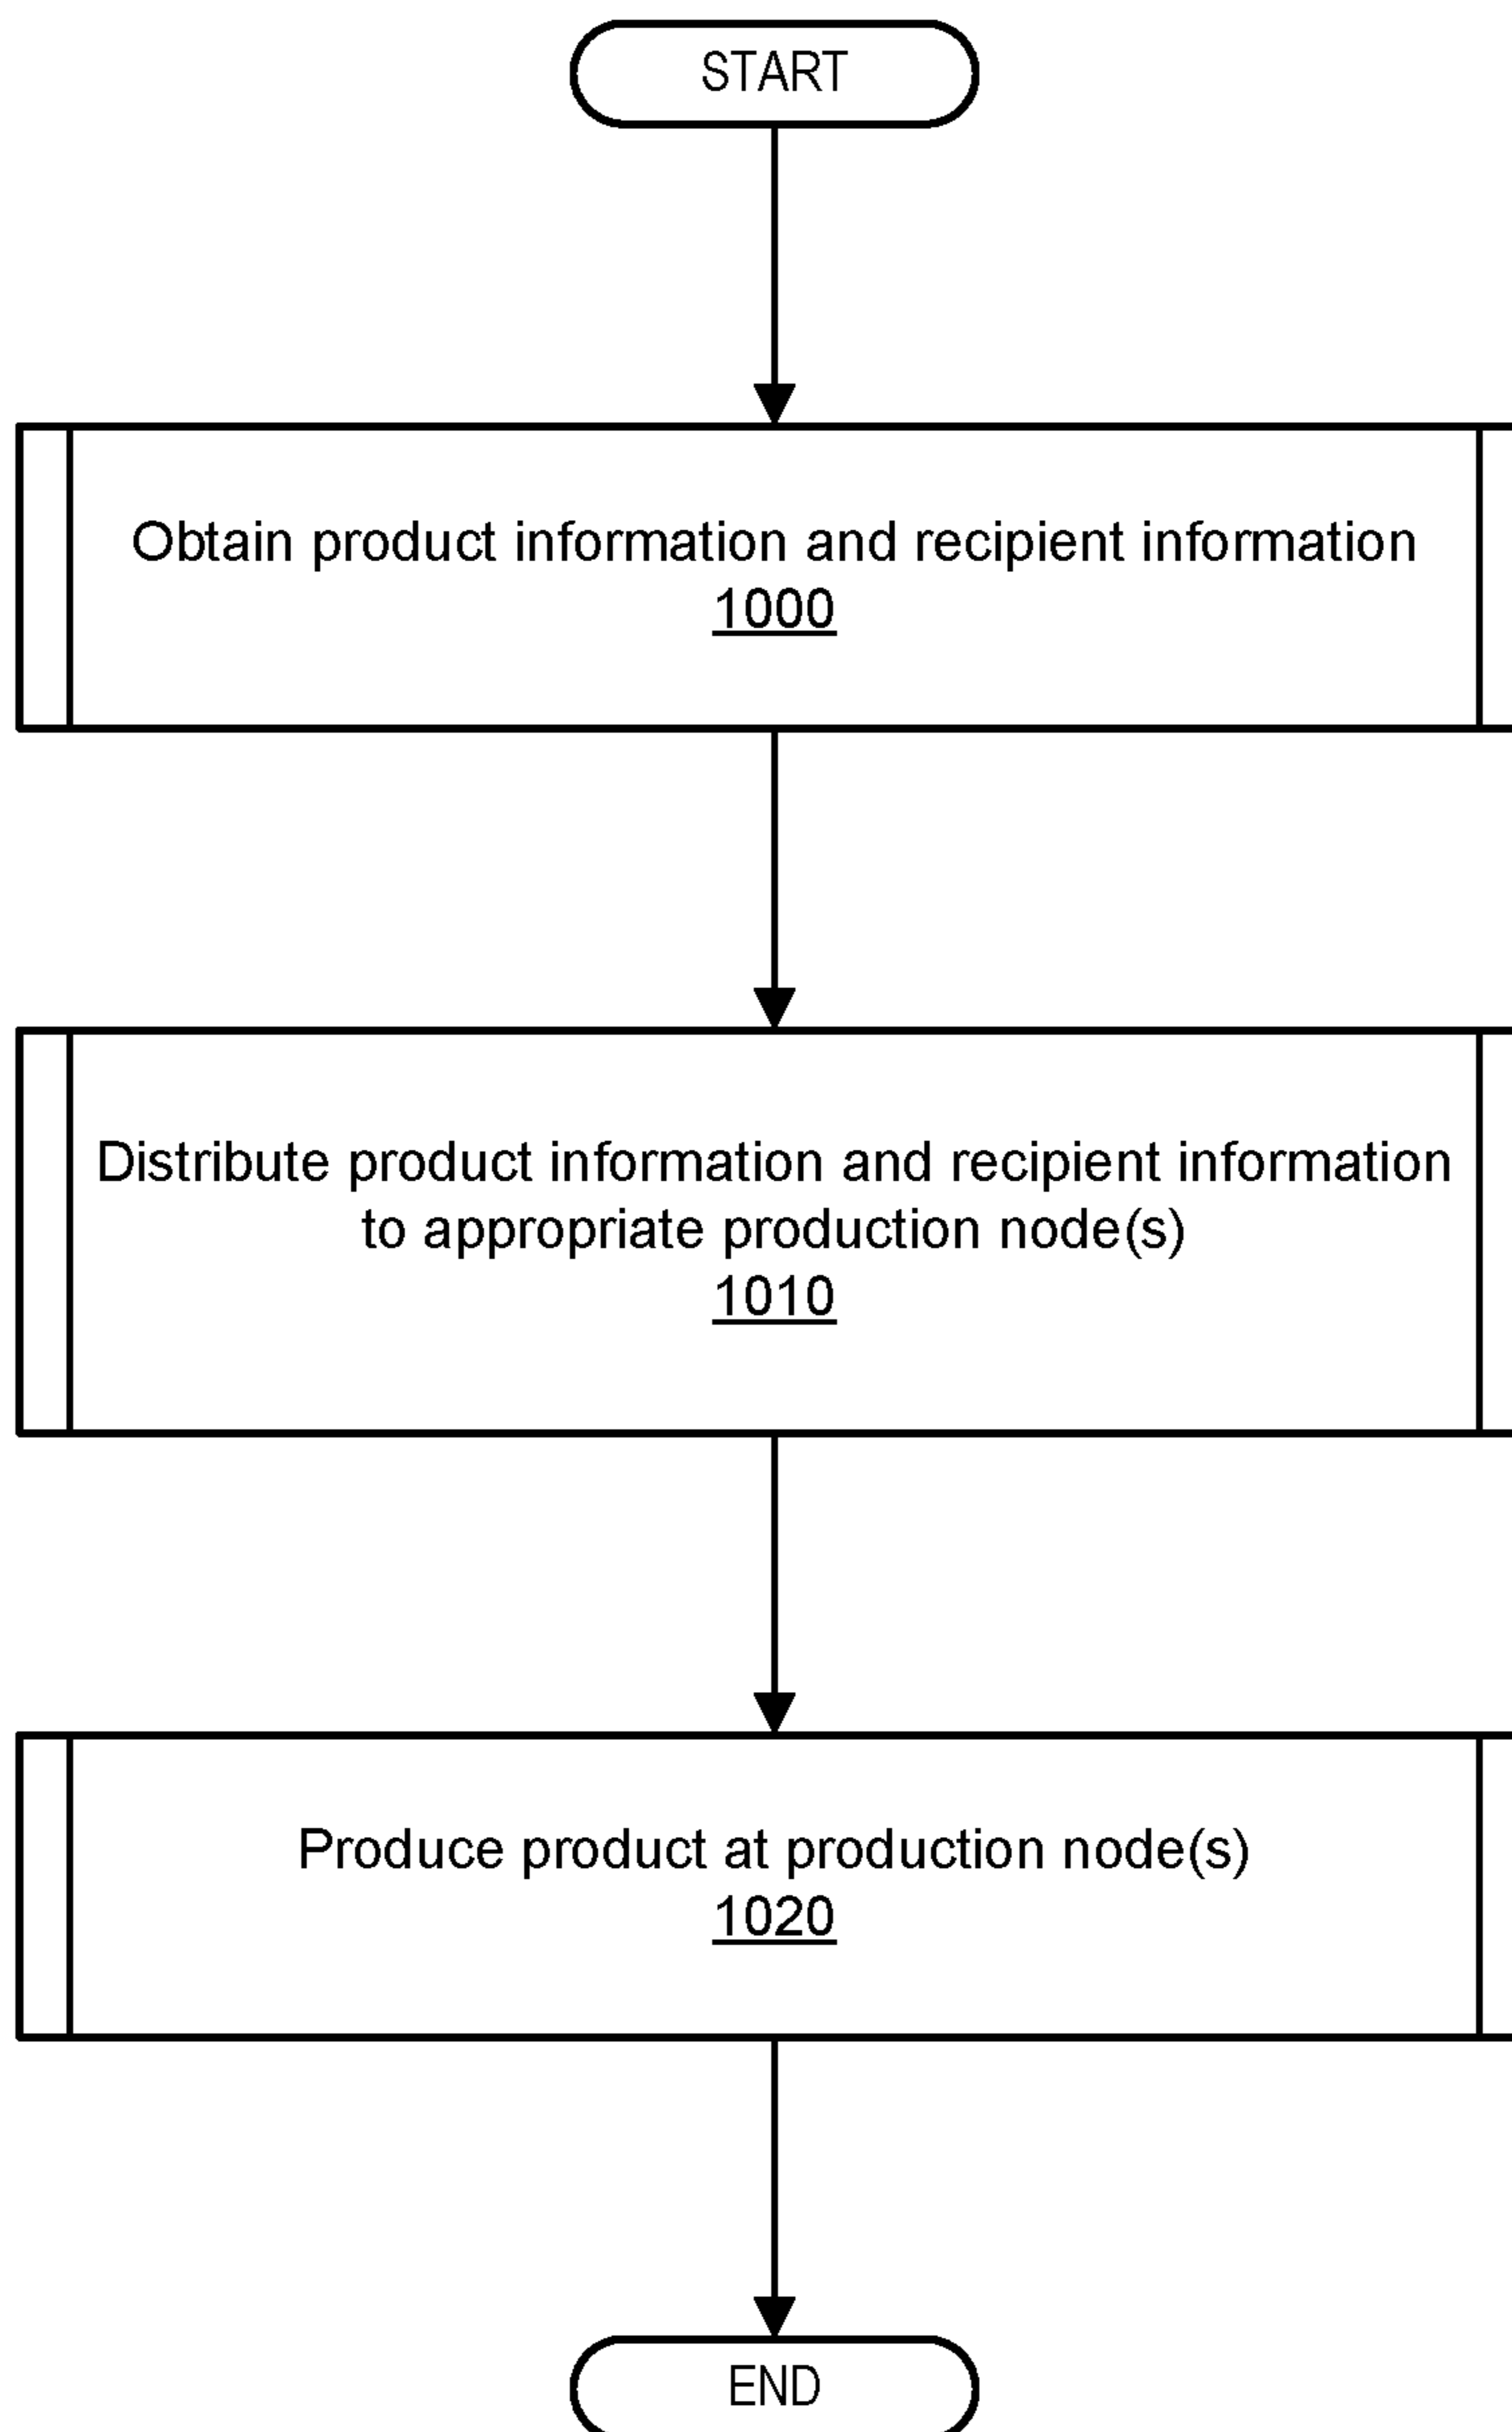 START
Obtain product information and recipient information
1000
Distribute product information and recipient information
to appropriate production node(s)
1010
Produce product at production node(s)
1020
END